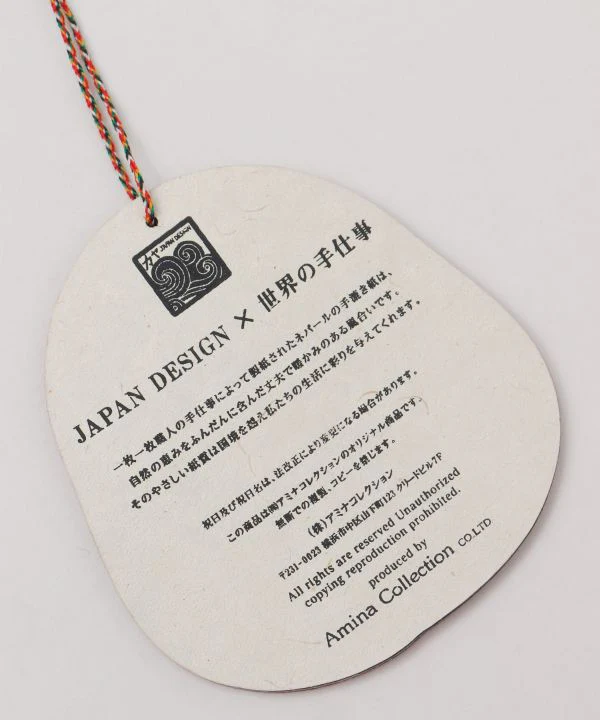 カヤ JAPAN DESIGN
JAPAN DESIGN × 世界の手仕事
一枚一枚職人の手仕事によって製紙されたネパールの手漉き紙は、
自然の恵みをふんだんに含んだ丈夫で暖かみのある風合いです。
そのやさしい紙質は国境を越え私たちの生活に彩りを与えてくれます。
祝日及び祝日名は、法改正により変更になる場合があります。
この商品は㈱アミナコレクションのオリジナル商品です。
無断での複製、コピーを禁じます。
(株)アミナコレクション
〒231-0023 横浜市中区山下町123 クリードビル7F
All rights are reserved Unauthorized
copying reproduction prohibited.
produced by
Amina Collection CO.LTD